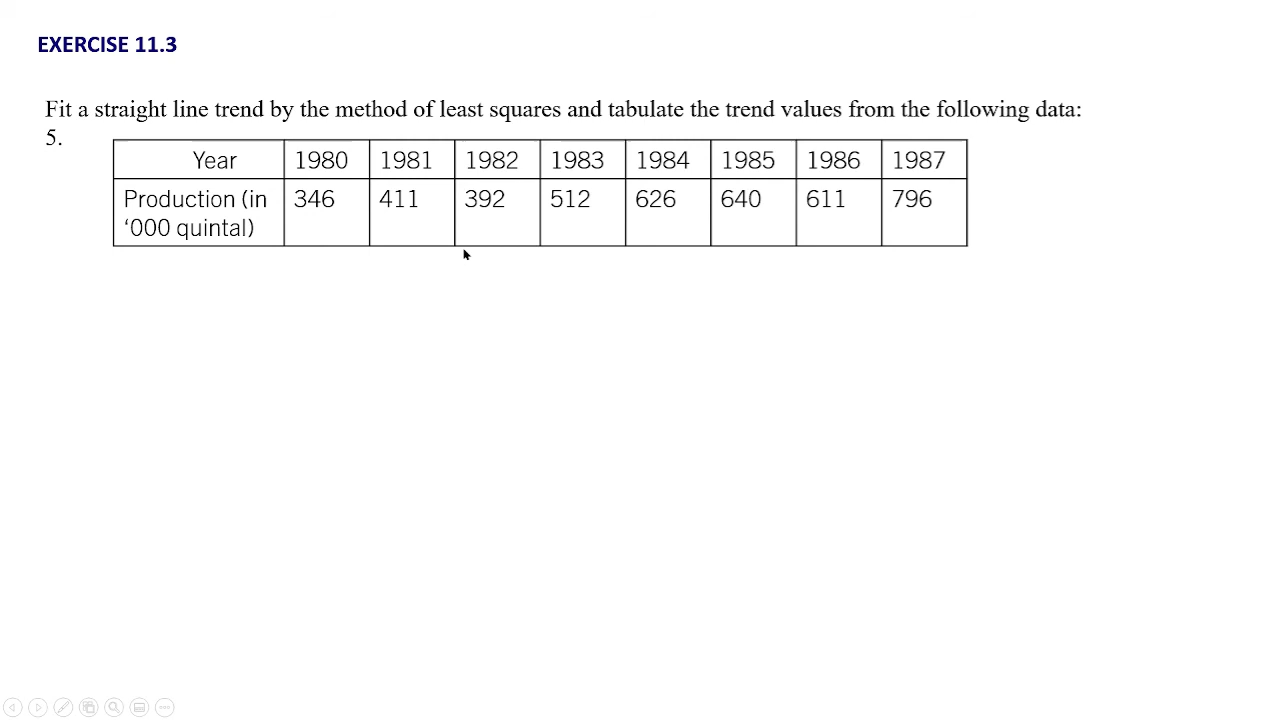 EXERCISE 11.3
Fit a straight line trend by the method of least squares and tabulate the trend values from the following data:
5.
Year 1980 1981 1982 1983 1984 1985 1986 1987
Production (in 346 411 392 512 626 640 611 796
‘000 quintal)